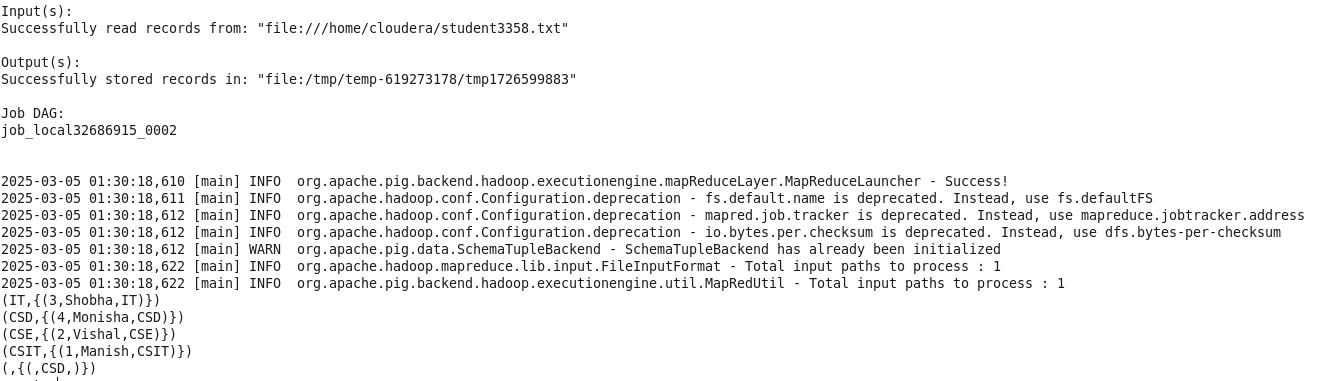 Input(s):
Successfully read records from: "file:///home/cloudera/student3358.txt"
Output(s):
Successfully stored records in: "file:/tmp/temp-619273178/tmp1726599883"
Job DAG:
job_local32686915_0002
2025-03-05 01:30:18,610 [main] INFO  org.apache.pig.backend.hadoop.executionengine.mapReduceLayer.MapReduceLauncher - Success!
2025-03-05 01:30:18,611 [main] INFO  org.apache.hadoop.conf.Configuration.deprecation - fs.default.name is deprecated. Instead, use fs.defaultFS
2025-03-05 01:30:18,612 [main] INFO  org.apache.hadoop.conf.Configuration.deprecation - mapred.job.tracker is deprecated. Instead, use mapreduce.jobtracker.address
2025-03-05 01:30:18,612 [main] INFO  org.apache.hadoop.conf.Configuration.deprecation - io.bytes.per.checksum is deprecated. Instead, use dfs.bytes-per-checksum
2025-03-05 01:30:18,612 [main] WARN  org.apache.pig.data.SchemaTupleBackend - SchemaTupleBackend has already been initialized
2025-03-05 01:30:18,622 [main] INFO  org.apache.hadoop.mapreduce.lib.input.FileInputFormat - Total input paths to process : 1
2025-03-05 01:30:18,622 [main] INFO  org.apache.pig.backend.hadoop.executionengine.util.MapRedUtil - Total input paths to process : 1
(IT,{(3,Shobha,IT)})
(CSD,{(4,Monisha,CSD)})
(CSE,{(2,Vishal,CSE)})
(CSIT,{(1,Manish,CSIT)})
(,{(,CSD,)})